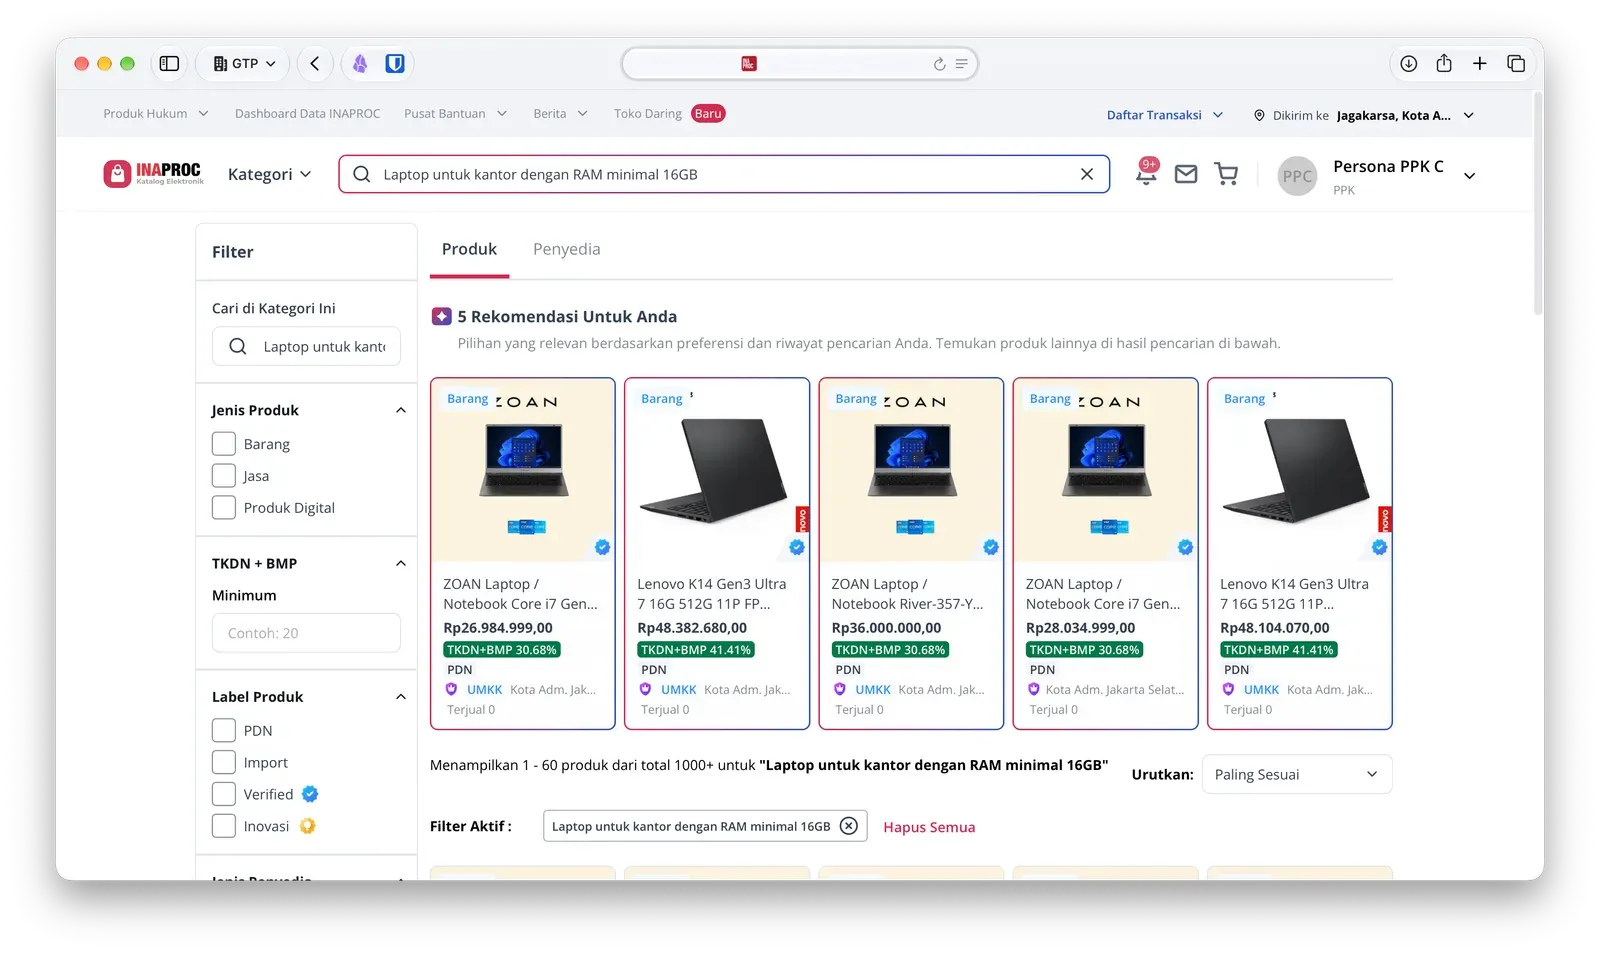 GTP
Produk Hukum
Dashboard Data INAPROC
Pusat Bantuan
Berita
Toko Daring
Baru
Daftar Transaksi
Dikirim ke Jagakarsa, Kota A...
INAPROC
Katalog Elektronik
Kategori
Laptop untuk kantor dengan RAM minimal 16GB
9+
PPC
Persona PPK C
PPK
Filter
Cari di Kategori Ini
Laptop untuk kant
Jenis Produk
Barang
Jasa
Produk Digital
TKDN + BMP
Minimum
Contoh: 20
Label Produk
PDN
Import
Verified
Inovasi
Jenis Penyedia
Produk
Penyedia
5 Rekomendasi Untuk Anda
Pilihan yang relevan berdasarkan preferensi dan riwayat pencarian Anda. Temukan produk lainnya di hasil pencarian di bawah.
Barang
ZOAN
ZOAN Laptop /
Notebook Core i7 Gen...
Rp26.984.999,00
TKDN+BMP 30.68%
PDN
UMKK Kota Adm. Jak...
Terjual 0
Barang
Lenovo K14 Gen3 Ultra
7 16G 512G 11P FP...
Rp48.382.680,00
TKDN+BMP 41.41%
PDN
UMKK Kota Adm. Jak...
Terjual 0
Barang
ZOAN
ZOAN Laptop /
Notebook River-357-Y...
Rp36.000.000,00
TKDN+BMP 30.68%
PDN
UMKK Kota Adm. Jak...
Terjual 0
Barang
ZOAN
ZOAN Laptop /
Notebook Core i7 Gen...
Rp28.034.999,00
TKDN+BMP 30.68%
PDN
Kota Adm. Jakarta Selat...
Terjual 0
Barang
Lenovo K14 Gen3 Ultra
7 16G 512G 11P...
Rp48.104.070,00
TKDN+BMP 41.41%
PDN
UMKK Kota Adm. Jak...
Terjual 0
Menampilkan 1 - 60 produk dari total 1000+ untuk "Laptop untuk kantor dengan RAM minimal 16GB"
Urutkan:
Paling Sesuai
Filter Aktif :
Laptop untuk kantor dengan RAM minimal 16GB
Hapus Semua